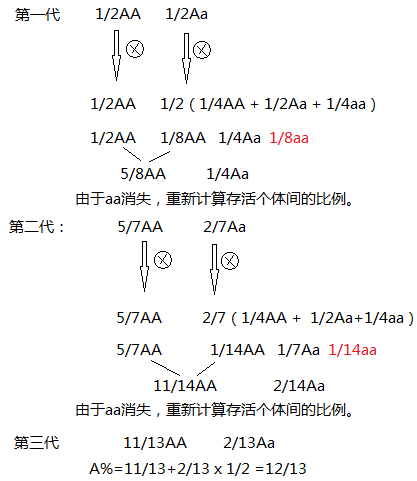 第一代 1/2AA 1/2Aa
1/2AA 1/2（1/4AA + 1/2Aa + 1/4aa）
1/2AA 1/8AA 1/4Aa 1/8aa
5/8AA 1/4Aa
由于aa消失，重新计算存活个体间的比例。
第二代： 5/7AA 2/7Aa
5/7AA 2/7（1/4AA + 1/2Aa+1/4aa）
5/7AA 1/14AA 1/7Aa 1/14aa
11/14AA 2/14Aa
由于aa消失，重新计算存活个体间的比例。
第三代 11/13AA 2/13Aa
A%=11/13+2/13 x 1/2 =12/13